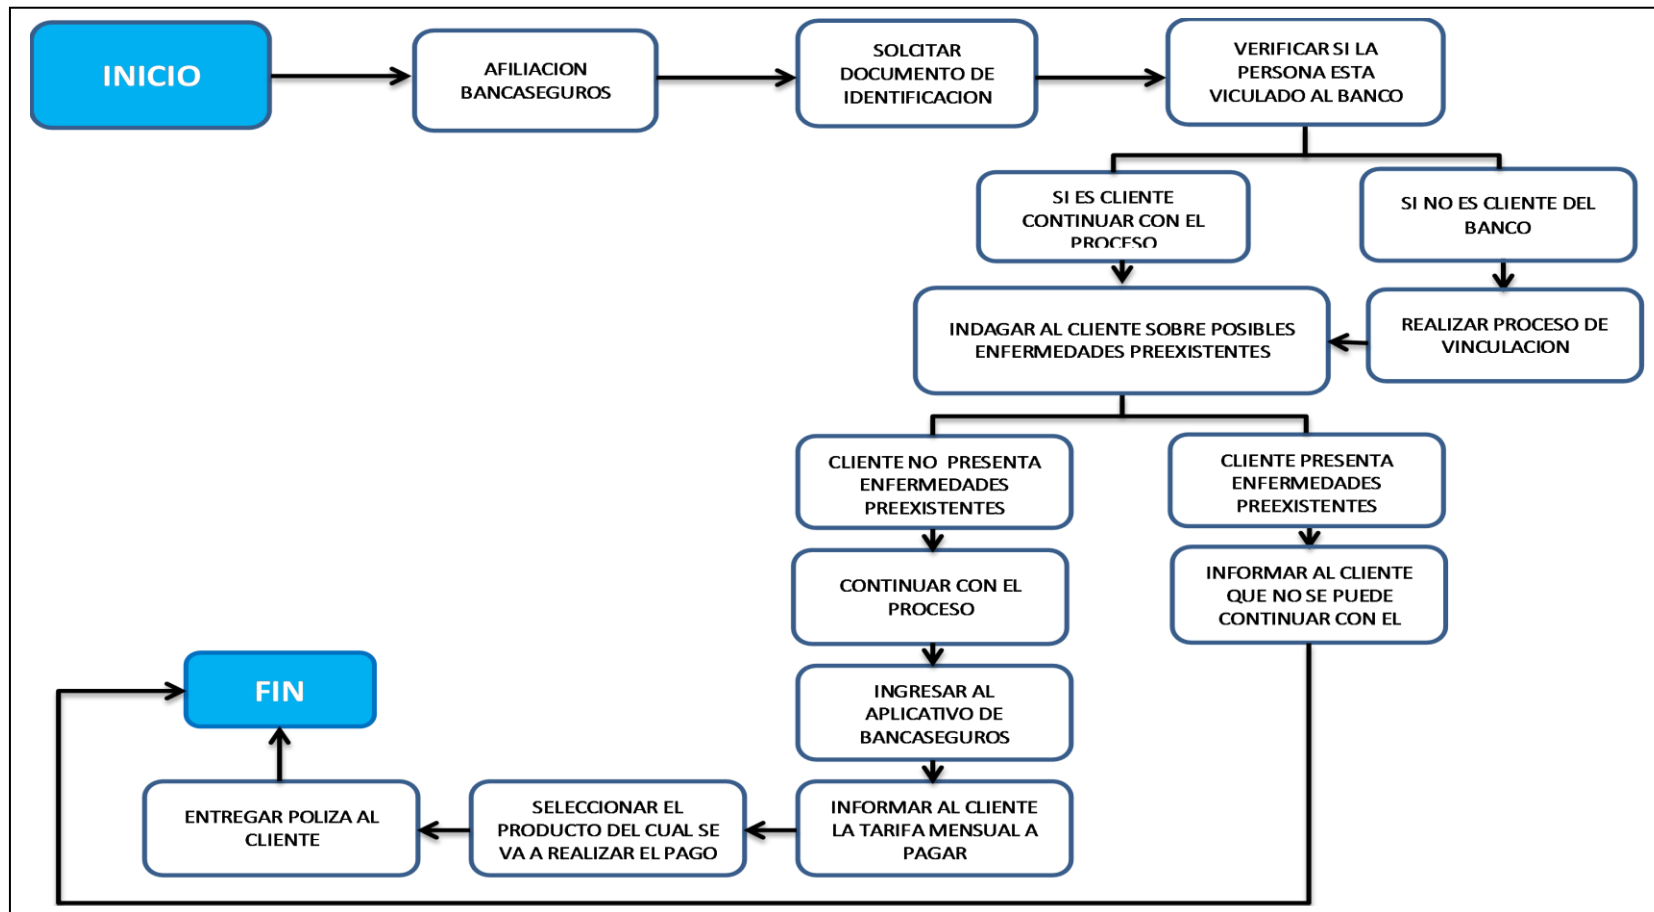 INICIO
AFILIACION
BANCASEGUROS
SOLCITAR
DOCUMENTO DE
IDENTIFICACION
VERIFICAR SI LA
PERSONA ESTA
VICULADO AL BANCO
SI ES CLIENTE
CONTINUAR CON EL
PROCESO
SI NO ES CLIENTE DEL
BANCO
INDAGAR AL CLIENTE SOBRE POSIBLES
ENFERMEDADES PREEXISTENTES
REALIZAR PROCESO DE
VINCULACION
CLIENTE NO PRESENTA
ENFERMEDADES
PREEXISTENTES
CLIENTE PRESENTA
ENFERMEDADES
PREEXISTENTES
CONTINUAR CON EL
PROCESO
INFORMAR AL CLIENTE
QUE NO SE PUEDE
CONTINUAR CON EL
INGRESAR AL
APLICATIVO DE
BANCASEGUROS
FIN
INFORMAR AL CLIENTE
LA TARIFA MENSUAL A
PAGAR
SELECCIONAR EL
PRODUCTO DEL CUAL SE
VA A REALIZAR EL PAGO
ENTREGAR POLIZA AL
CLIENTE